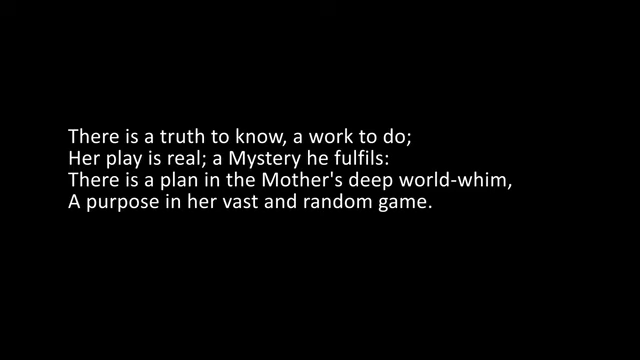 There is a truth to know, a work to do;
Her play is real; a Mystery he fulfils:
There is a plan in the Mother's deep world-whim,
A purpose in her vast and random game.